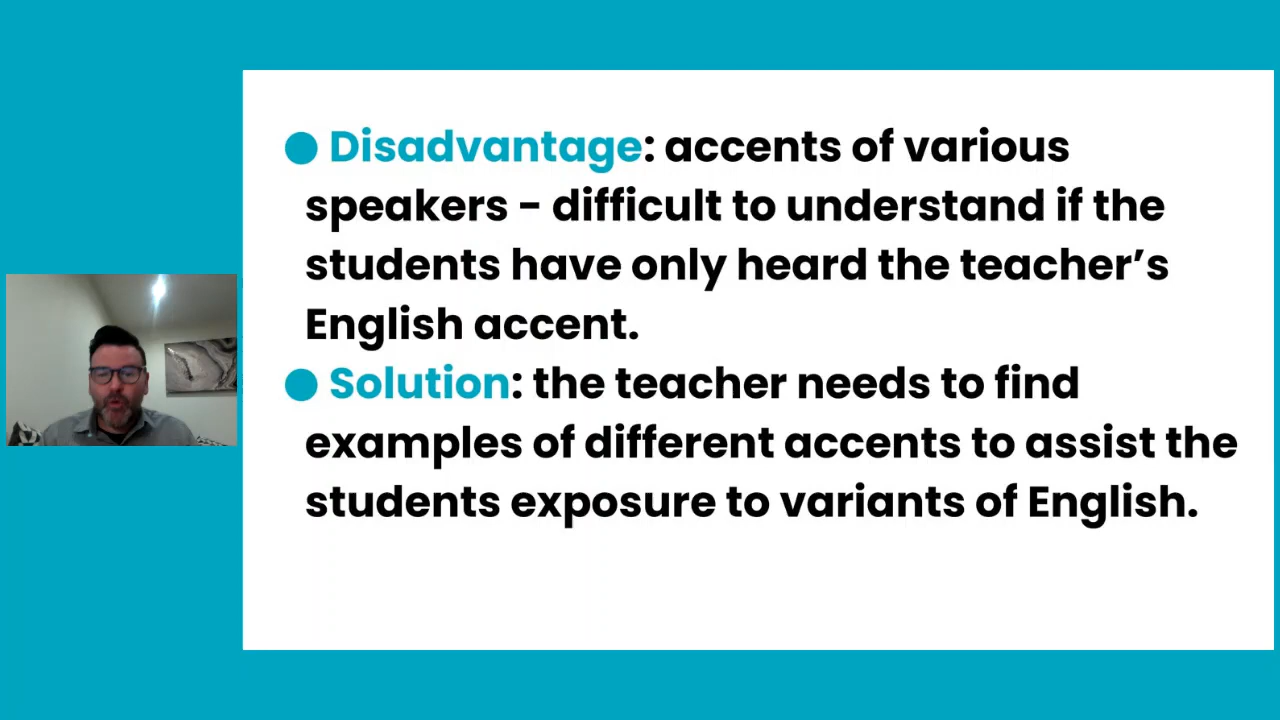 ● Disadvantage: accents of various
speakers - difficult to understand if the
students have only heard the teacher’s
English accent.
● Solution: the teacher needs to find
examples of different accents to assist the
students exposure to variants of English.